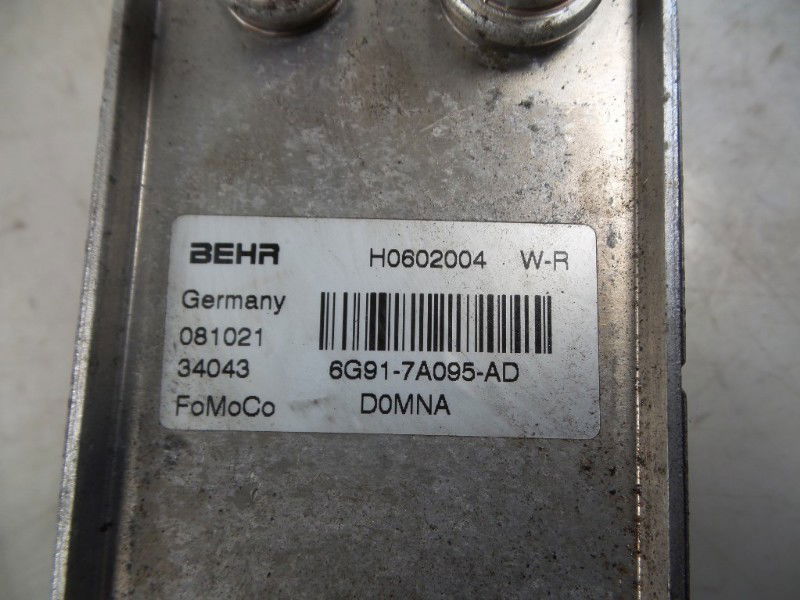 BEHR H0602004 W-R
Germany
081021
34043 6G91-7A095-AD
FoMoCo D0MNA